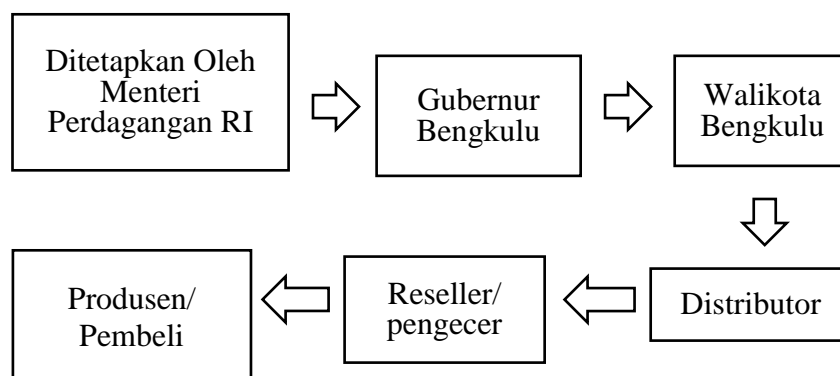 Ditetapkan Oleh
Menteri
Perdagangan RI
Gubernur
Bengkulu
Walikota
Bengkulu
Distributor
Reseller/
pengecer
Produsen/
Pembeli